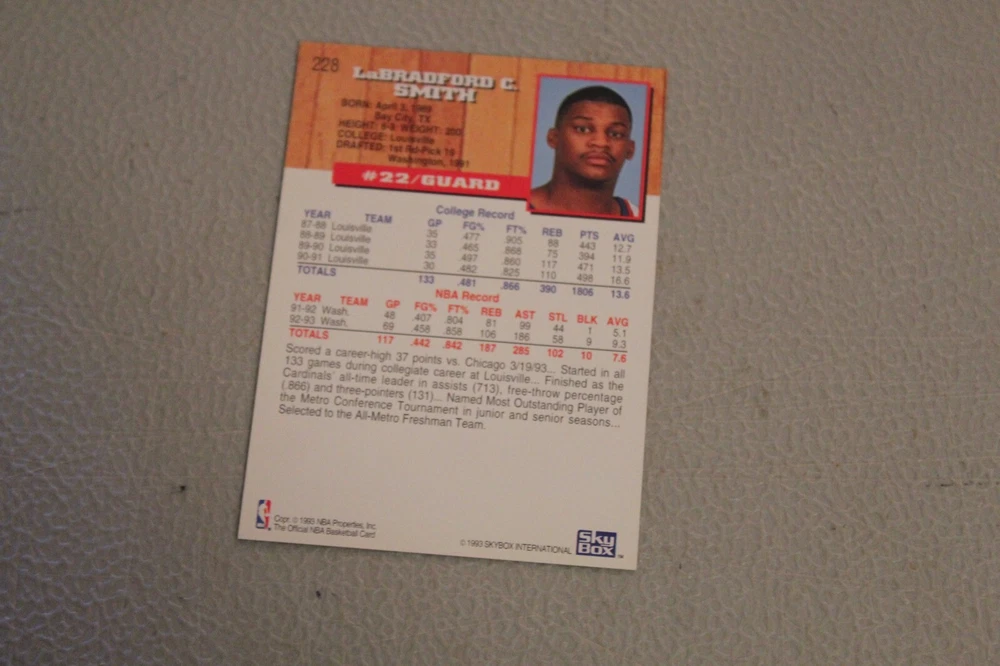 228
LaBRADFORD C.
SMITH
BORN: April 3, 1969
Bay City, TX
HEIGHT: 6-3 WEIGHT: 200
COLLEGE: Louisville
DRAFTED: 1st Rd-Pick 19
Washington, 1991
#22/GUARD
College Record
YEAR TEAM GP FG% FT% REB PTS AVG
87-88 Louisville 35 .477 .905 88 443 12.7
88-89 Louisville 33 .465 .868 75 394 11.9
89-90 Louisville 35 .497 .860 117 471 13.5
90-91 Louisville 30 .482 .825 110 498 16.6
TOTALS 133 .481 .866 390 1806 13.6
NBA Record
YEAR TEAM GP FG% FT% REB AST STL BLK AVG
91-92 Wash. 48 .407 .804 81 99 44 1 5.1
92-93 Wash. 69 .458 .858 106 186 58 9 9.3
TOTALS 117 .442 .842 187 285 102 10 7.6
Scored a career-high 37 points vs. Chicago 3/19/93... Started in all
133 games during collegiate career at Louisville... Finished as the
Cardinals' all-time leader in assists (713), free-throw percentage
(.866) and three-pointers (131)... Named Most Outstanding Player of
the Metro Conference Tournament in junior and senior seasons...
Selected to the All-Metro Freshman Team.
Copr. © 1993 NBA Properties, Inc.
The Official NBA Basketball Card
© 1993 SKYBOX INTERNATIONAL
Sky
Box
TM